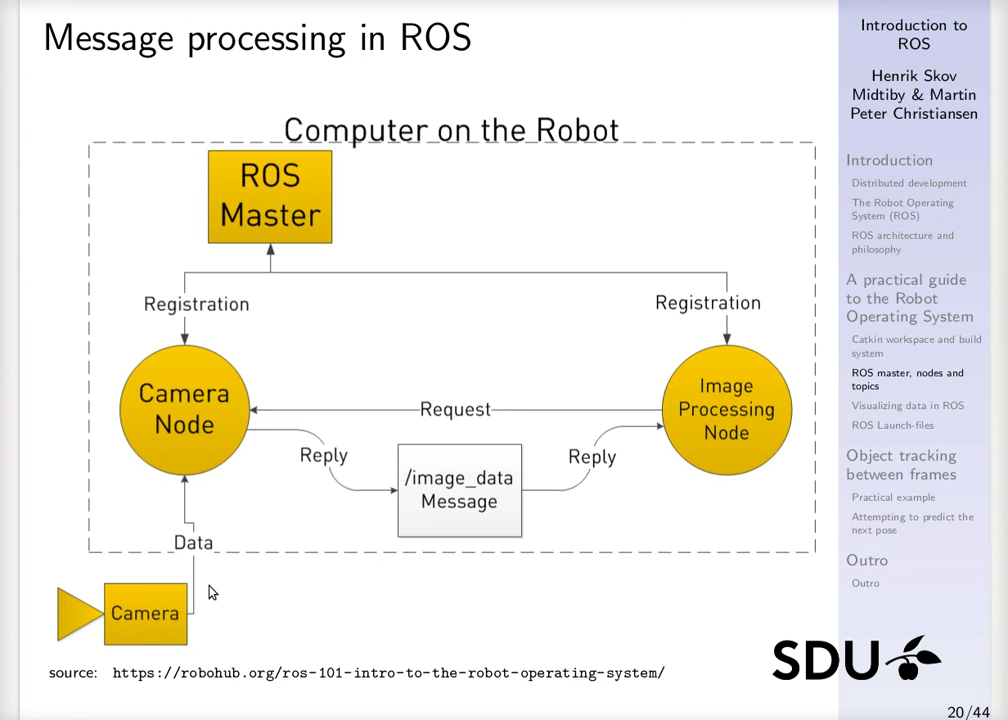 Message processing in ROS
Computer on the Robot
ROS
Master
Registration
Registration
Camera
Node
Image
Processing
Node
Request
Reply
/image_data
Message
Reply
Data
Camera
source: https://robohub.org/ros-101-intro-to-the-robot-operating-system/
SDU
Introduction to
ROS
Henrik Skov
Midtiby & Martin
Peter Christiansen
Introduction
Distributed development
The Robot Operating
System (ROS)
ROS architecture and
philosophy
A practical guide
to the Robot
Operating System
Catkin workspace and build
system
ROS master, nodes and
topics
Visualizing data in ROS
ROS Launch-files
Object tracking
between frames
Practical example
Attempting to predict the
next pose
Outro
Outro
20/44